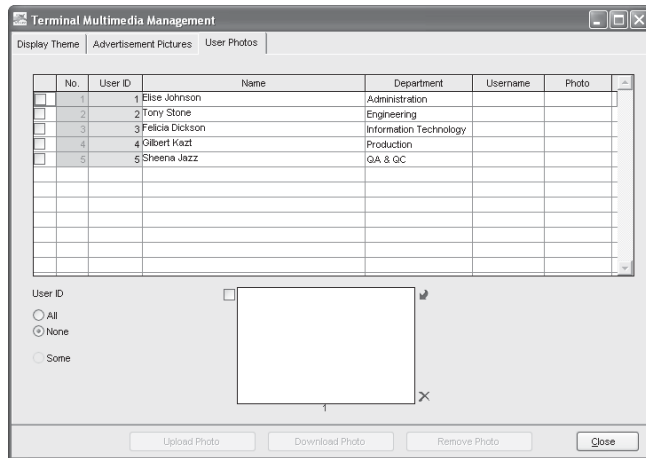 Terminal Multimedia Management
Display Theme Advertisement Pictures User Photos
No. User ID Name Department Username Photo
1 1 Elise Johnson Administration
2 2 Tony Stone Engineering
3 3 Felicia Dickson Information Technology
4 4 Gilbert Kazt Production
5 5 Sheena Jazz QA & QC
User ID
All
None
Some
1
Upload Photo Download Photo Remove Photo Close